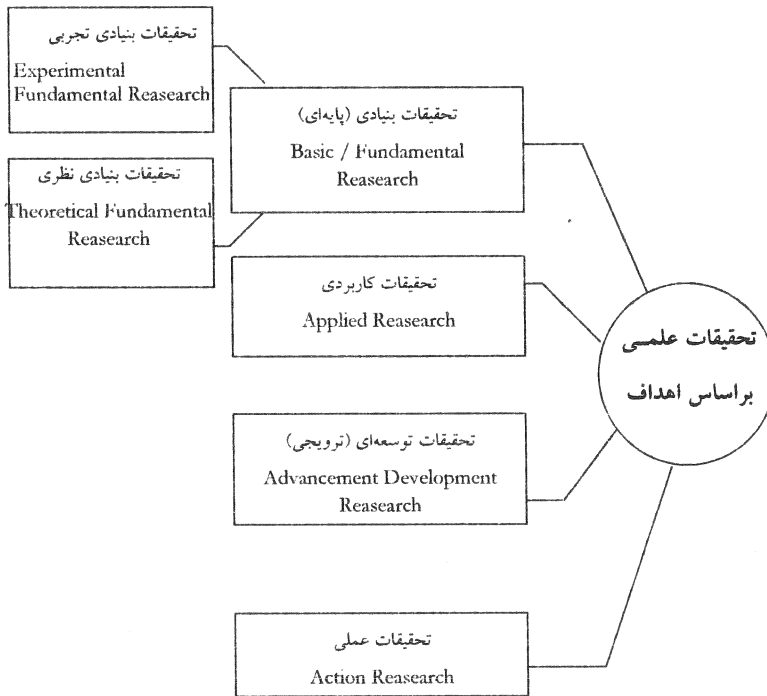 تحقیقات بنیادی تجربی
Experimental
Fundamental Reasearch
تحقیقات بنیادی (پایه‌ای)
Basic / Fundamental
Reasearch
تحقیقات بنیادی نظری
Theoretical Fundamental
Reasearch
تحقیقات کاربردی
Applied Reasearch
تحقیقات علمــی
براساس اهداف
تحقیقات توسعه‌ای (ترویجی)
Advancement Development
Reasearch
تحقیقات عملی
Action Reasearch